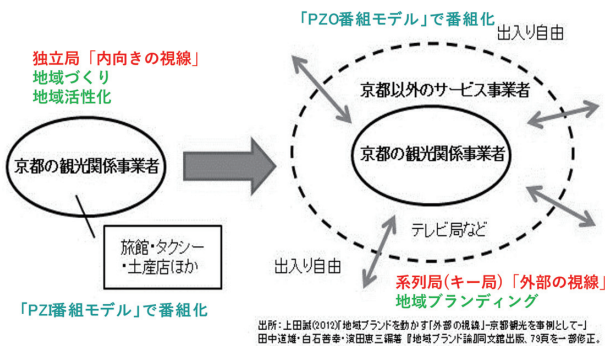 「PZO番組モデル」で番組化
出入り自由
独立局「内向きの視線」
地域づくり
地域活性化
京都以外のサービス事業者
京都の観光関係事業者
京都の観光関係事業者
テレビ局など
旅館・タクシー
・土産店ほか
出入り自由
系列局(キー局)「外部の視線」
地域ブランディング
「PZI番組モデル」で番組化
出所:上田誠(2012)「地域ブランドを動かす「外部の視線」-京都観光を事例として-」
田中道雄・白石善幸・濱田恵三編著『地域ブランド論』同文館出版、79頁を一部修正。